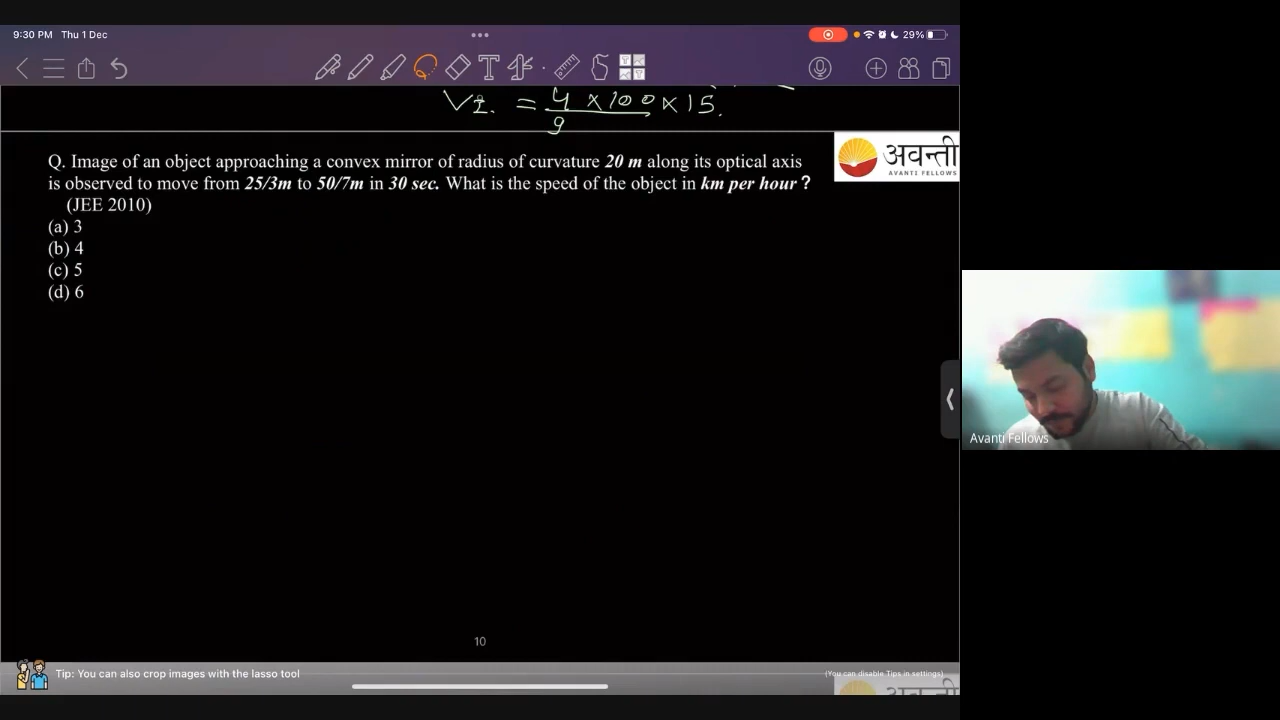 9:30 PM Thu 1 Dec
29%
V₂. = 4 × 100 × 15.
9
Q. Image of an object approaching a convex mirror of radius of curvature 20 m along its optical axis
is observed to move from 25/3m to 50/7m in 30 sec. What is the speed of the object in km per hour ?
(JEE 2010)
(a) 3
(b) 4
(c) 5
(d) 6
अवन्ती
AVANTI FELLOWS
Avanti Fellows
10
Tip: You can also crop images with the lasso tool
(You can disable Tips in settings)